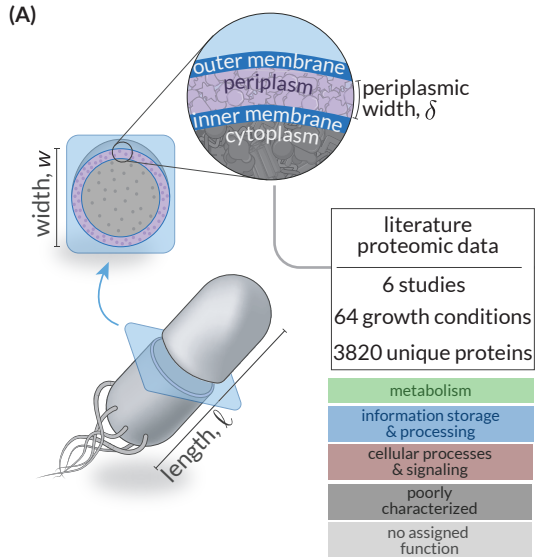 (A)
outer membrane
periplasm
inner membrane
cytoplasm
periplasmic
width, δ
width, w
length, ℓ
literature
proteomic data
6 studies
64 growth conditions
3820 unique proteins
metabolism
information storage
& processing
cellular processes
& signaling
poorly
characterized
no assigned
function